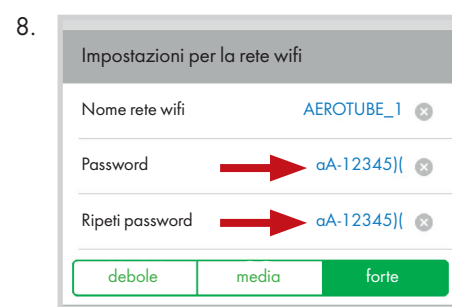 8.
Impostazioni per la rete wifi
Nome rete wifi AEROTUBE_1
Password aA-12345)(
Ripeti password aA-12345)(
debole media forte